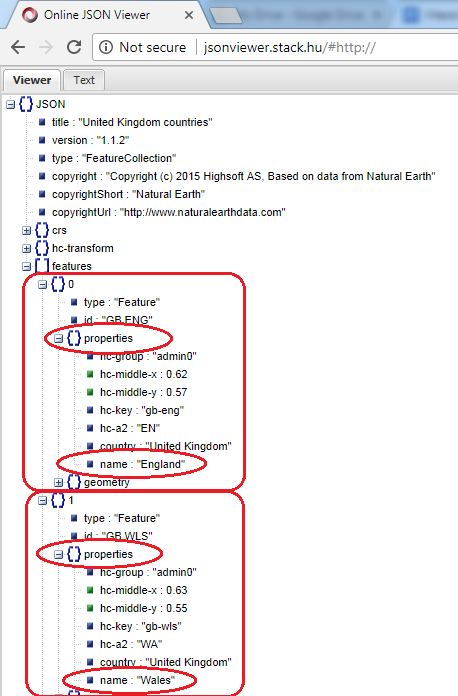 Online JSON Viewer
Not secure | jsonviewer.stack.hu/#http://
Viewer Text
JSON
title : "United Kingdom countries"
version : "1.1.2"
type : "FeatureCollection"
copyright : "Copyright (c) 2015 Highsoft AS, Based on data from Natural Earth"
copyrightShort : "Natural Earth"
copyrightUrl : "http://www.naturalearthdata.com"
crs
hc-transform
features
0
type : "Feature"
id : "GB.ENG"
properties
hc-group : "admin0"
hc-middle-x : 0.62
hc-middle-y : 0.57
hc-key : "gb-eng"
hc-a2 : "EN"
country : "United Kingdom"
name : "England"
geometry
1
type : "Feature"
id : "GB.WLS"
properties
hc-group : "admin0"
hc-middle-x : 0.63
hc-middle-y : 0.55
hc-key : "gb-wls"
hc-a2 : "WA"
country : "United Kingdom"
name : "Wales"